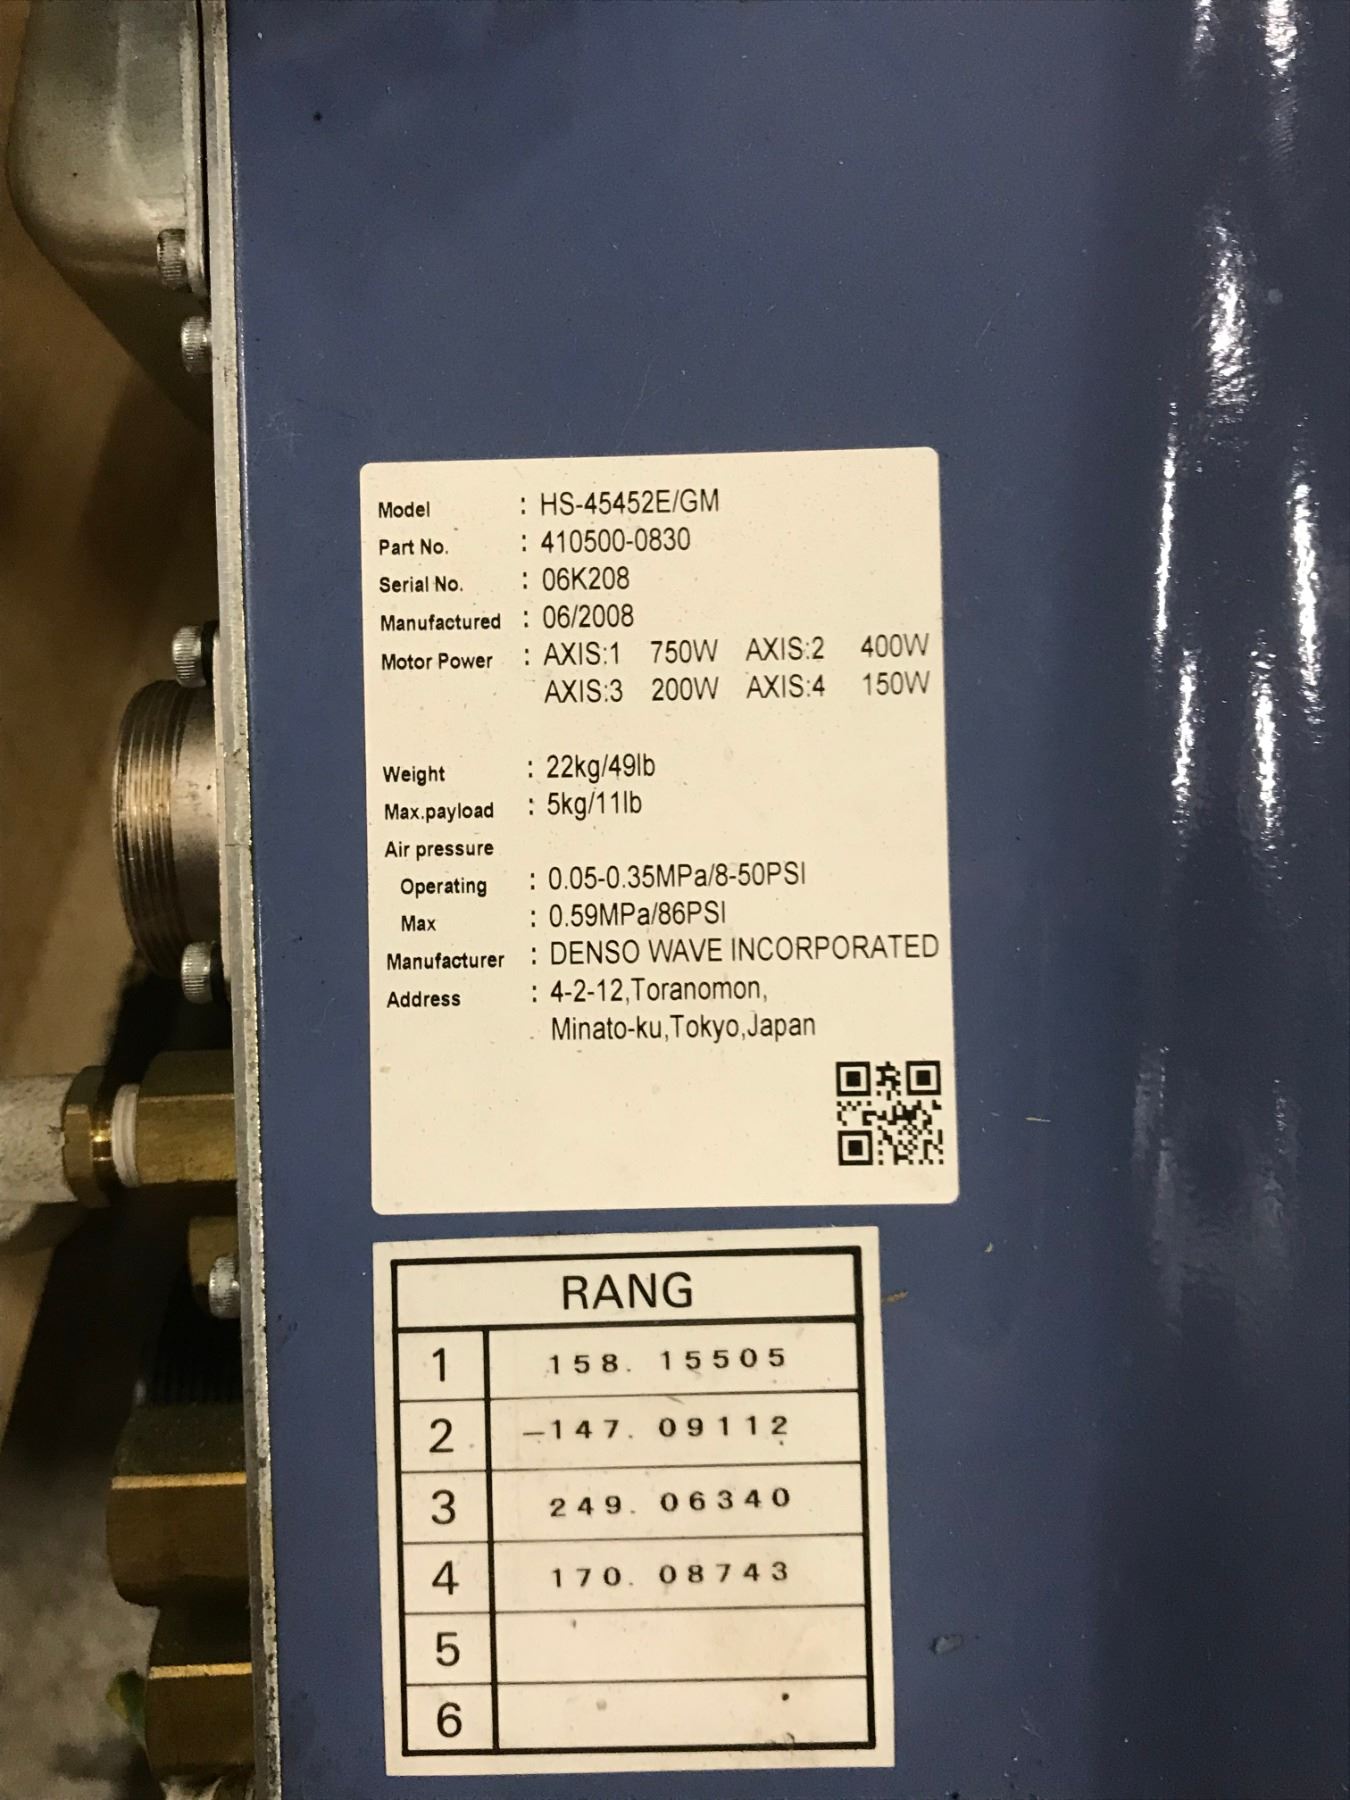 Model : HS-45452E/GM
Part No. : 410500-0830
Serial No. : 06K208
Manufactured : 06/2008
Motor Power : AXIS:1 750W AXIS:2 400W
AXIS:3 200W AXIS:4 150W
Weight : 22kg/49lb
Max.payload : 5kg/11lb
Air pressure
Operating : 0.05-0.35MPa/8-50PSI
Max : 0.59MPa/86PSI
Manufacturer : DENSO WAVE INCORPORATED
Address : 4-2-12,Toranomon,
Minato-ku,Tokyo,Japan
RANG
1 158. 15505
2 -147. 09112
3 249. 06340
4 170. 08743
5
6